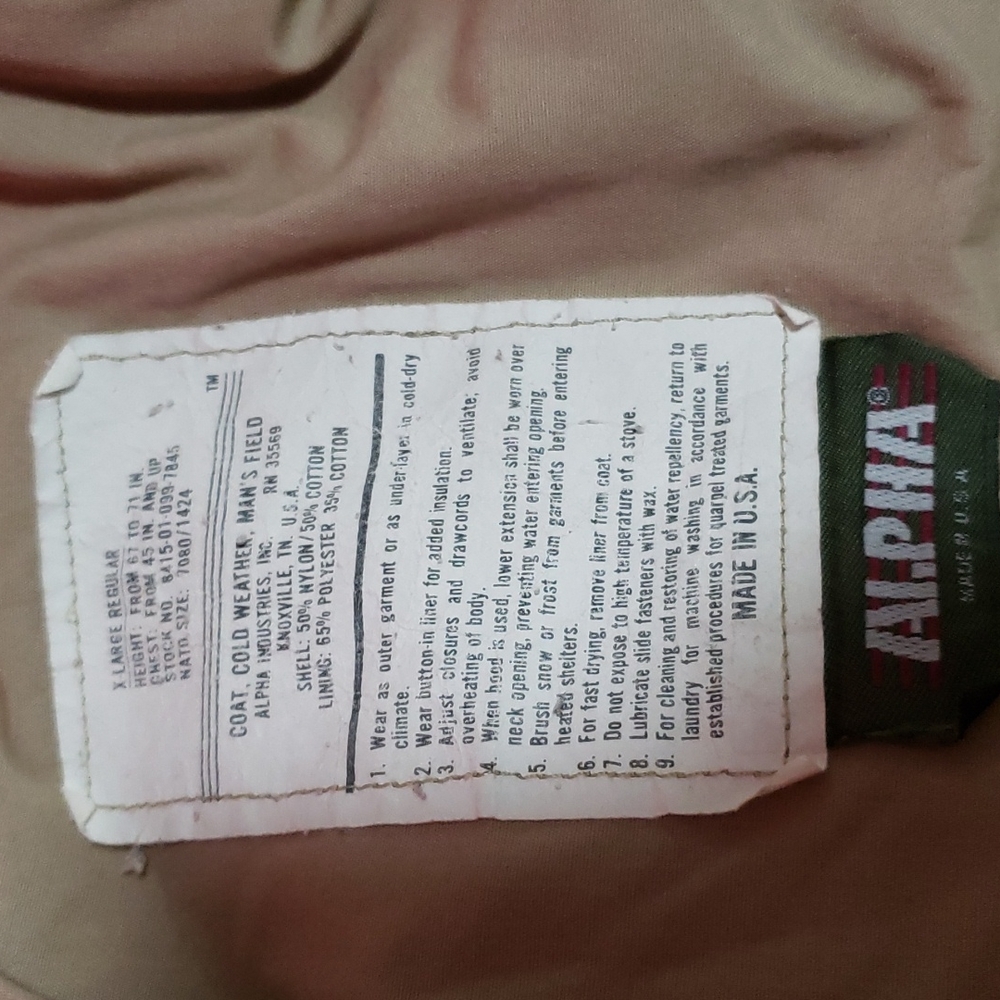 X LARGE REGULAR
HEIGHT: FROM 67 TO 71 IN.
CHEST: FROM 45 IN. AND UP
STOCK NO. 8415-01-099-7845
NATO SIZE: 7080/1424
TM
COAT, COLD WEATHER, MAN'S FIELD
ALPHA INDUSTRIES, INC. RN 35569
KNOXVILLE, TN, U.S.A.
SHELL: 50% NYLON/50% COTTON
LINING: 65% POLYESTER 35% COTTON
1. Wear as outer garment or as under-layer in cold-dry
climate.
2. Wear button-in liner for added insulation.
3. Adjust closures and drawcords to ventilate; avoid
overheating of body.
4. When hood is used, lower extension shall be worn over
neck opening, preventing water entering opening.
5. Brush snow or frost from garments before entering
heated shelters.
6. For fast drying, remove liner from coat.
7. Do not expose to high temperature of a stove.
8. Lubricate slide fasteners with wax.
9. For cleaning and restoring of water repellency, return to
laundry for machine washing in accordance with
established procedures for quargel treated garments.
MADE IN U.S.A.
ALPHA®
MADE IN U.S.A.